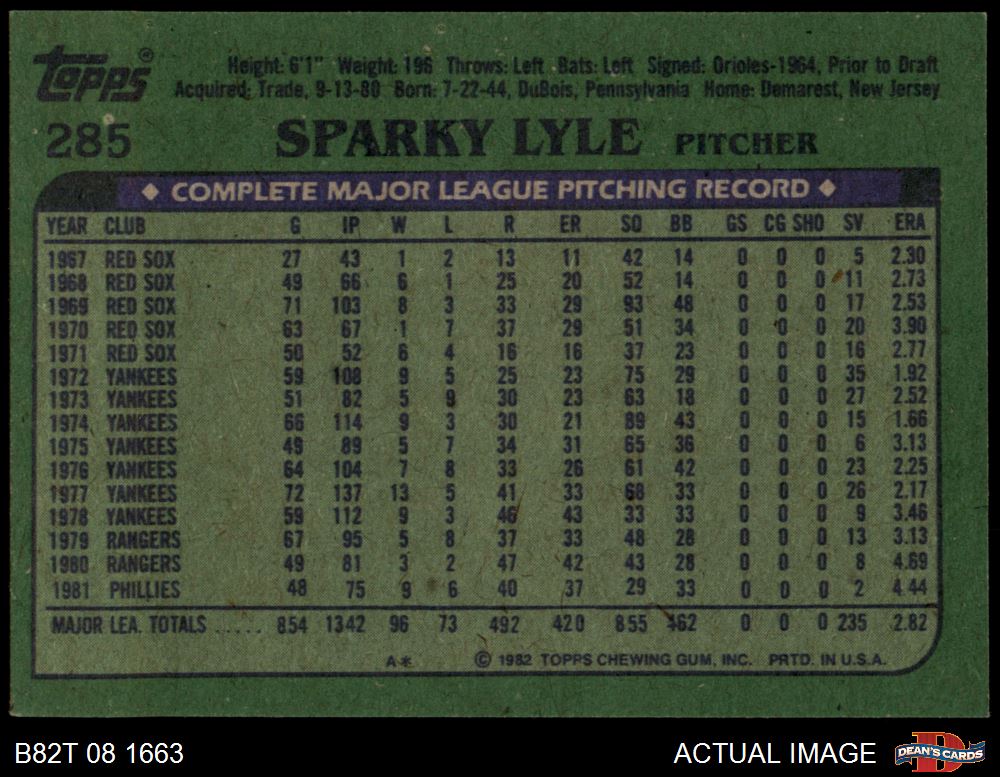 Topps® Height: 6'1" Weight: 196 Throws: Left Bats: Left Signed: Orioles-1964, Prior to Draft
Acquired: Trade, 9-13-80 Born: 7-22-44, DuBois, Pennsylvania Home: Demarest, New Jersey
285 SPARKY LYLE PITCHER
◆ COMPLETE MAJOR LEAGUE PITCHING RECORD ◆
YEAR CLUB G IP W L R ER SO BB GS CG SHO SV ERA
1967 RED SOX 27 43 1 2 13 11 42 14 0 0 0 5 2.30
1968 RED SOX 49 66 6 1 25 20 52 14 0 0 0 11 2.73
1969 RED SOX 71 103 8 3 33 29 93 48 0 0 0 17 2.53
1970 RED SOX 63 67 1 7 37 29 51 34 0 0 0 20 3.90
1971 RED SOX 50 52 6 4 16 16 37 23 0 0 0 16 2.77
1972 YANKEES 59 108 9 5 25 23 75 29 0 0 0 35 1.92
1973 YANKEES 51 82 5 9 30 23 63 18 0 0 0 27 2.52
1974 YANKEES 66 114 9 3 30 21 89 43 0 0 0 15 1.66
1975 YANKEES 49 89 5 7 34 31 65 36 0 0 0 6 3.13
1976 YANKEES 64 104 7 8 33 26 61 42 0 0 0 23 2.25
1977 YANKEES 72 137 13 5 41 33 68 33 0 0 0 26 2.17
1978 YANKEES 59 112 9 3 46 43 33 33 0 0 0 9 3.46
1979 RANGERS 67 95 5 8 37 33 48 28 0 0 0 13 3.13
1980 RANGERS 49 81 3 2 47 42 43 28 0 0 0 8 4.69
1981 PHILLIES 48 75 9 6 40 37 29 33 0 0 0 2 4.44
MAJOR LEA. TOTALS ..... 854 1342 96 73 492 420 855 462 0 0 0 235 2.82
A* © 1982 TOPPS CHEWING GUM, INC. PRTD. IN U.S.A.
B82T 08 1663 ACTUAL IMAGE DEAN'S CARDS